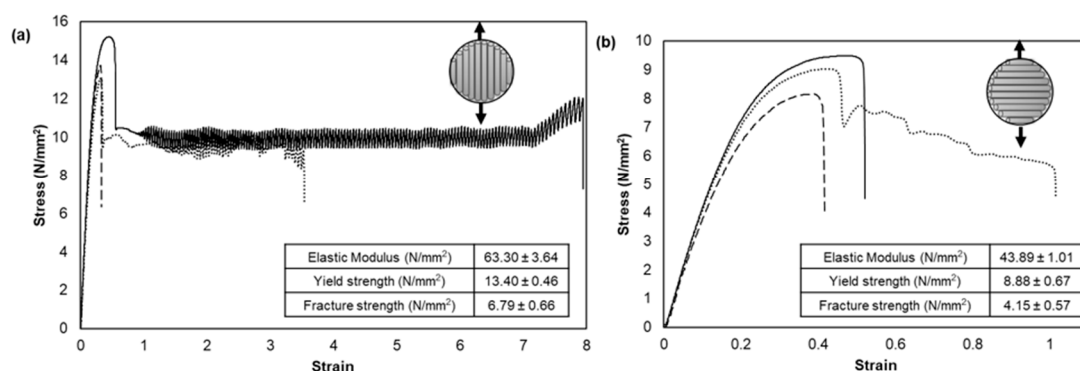 (a)
Stress (N/mm²)
16
14
12
10
8
6
4
2
0
0 1 2 3 4 5 6 7 8
Strain
Elastic Modulus (N/mm²) 63.30 ± 3.64
Yield strength (N/mm²) 13.40 ± 0.46
Fracture strength (N/mm²) 6.79 ± 0.66
(b)
Stress (N/mm²)
10
9
8
7
6
5
4
3
2
1
0
0 0.2 0.4 0.6 0.8 1
Strain
Elastic Modulus (N/mm²) 43.89 ± 1.01
Yield strength (N/mm²) 8.88 ± 0.67
Fracture strength (N/mm²) 4.15 ± 0.57